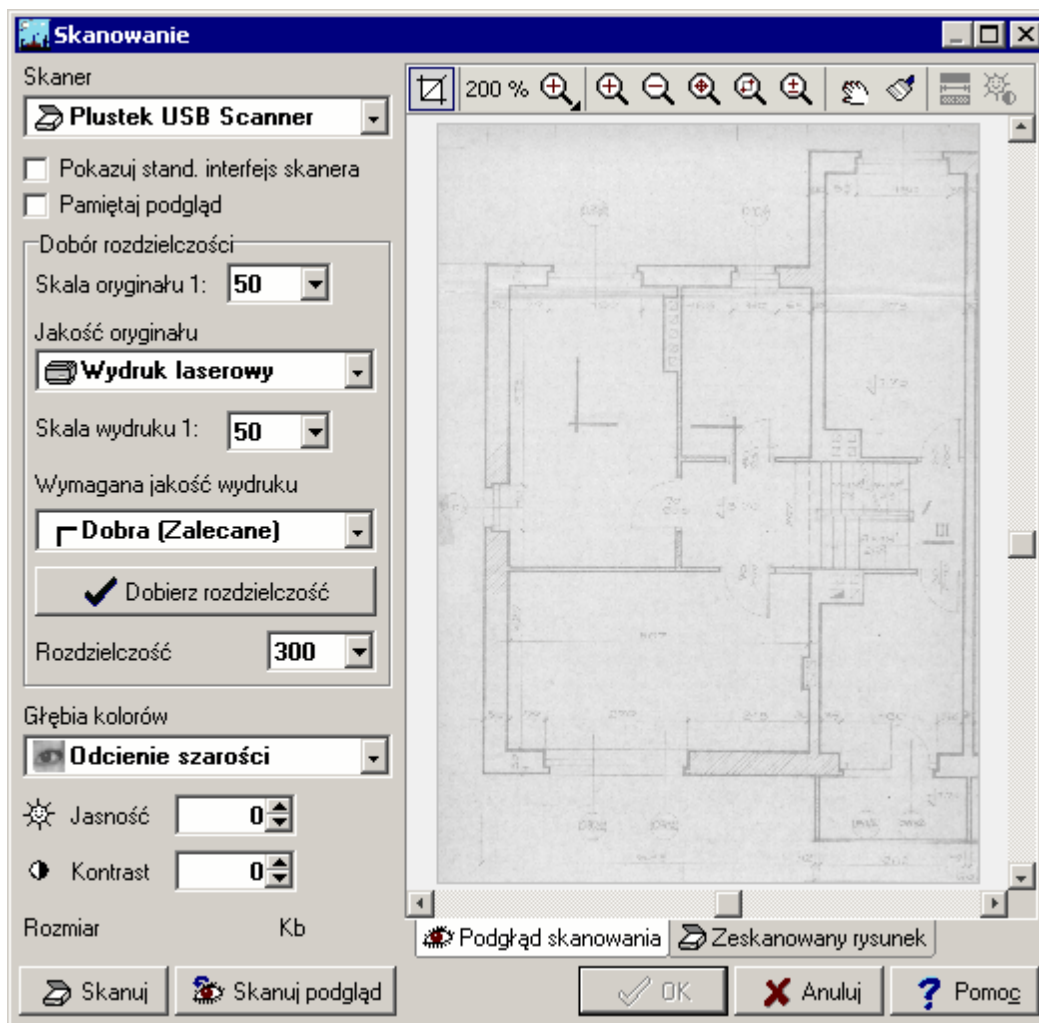 Skanowanie
Skaner
Plustek USB Scanner
Pokazuj stand. interfejs skanera
Pamiętaj podgląd
Dobór rozdzielczości
Skala oryginału 1: 50
Jakość oryginału
Wydruk laserowy
Skala wydruku 1: 50
Wymagana jakość wydruku
Dobra (Zalecane)
Dobierz rozdzielczość
Rozdzielczość 300
Głębia kolorów
Odcienie szarości
Jasność 0
Kontrast 0
Rozmiar Kb
200 %
Podgłąd skanowania
Zeskanowany rysunek
Skanuj
Skanuj podgląd
OK
Anuluj
Pomoc